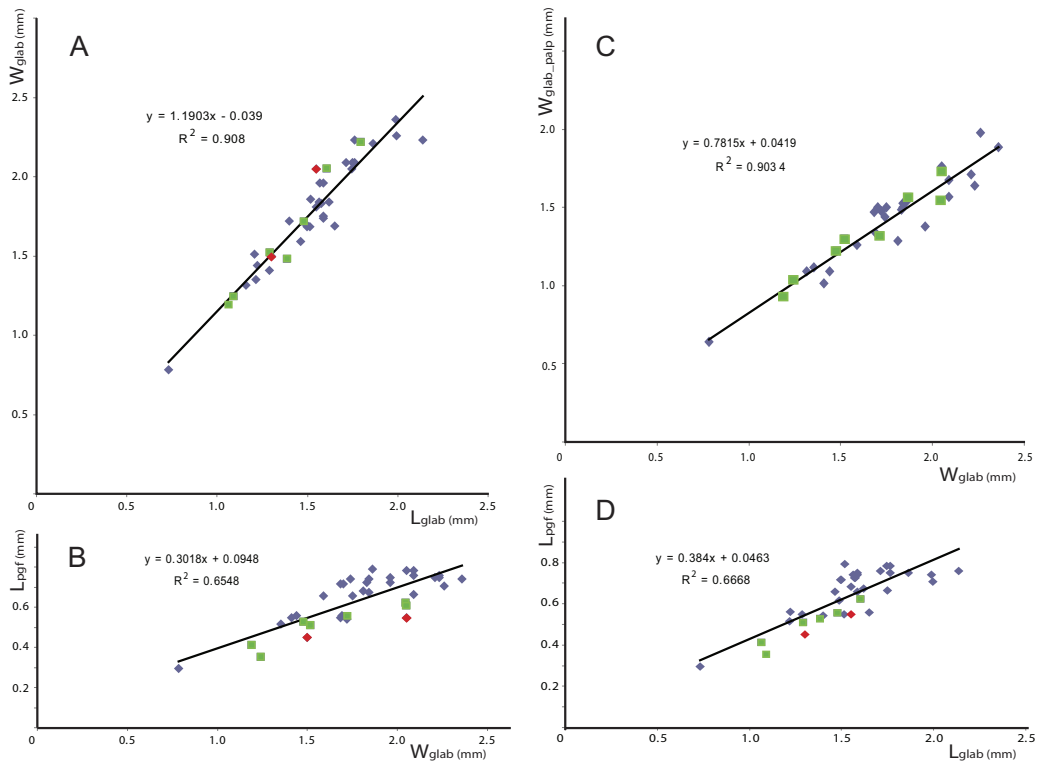 A
W glab (mm)
y = 1.1903x - 0.039
R2 = 0.908
2.5
2.0
1.5
1.0
0.5
0
0.5
1.0
1.5
2.0
2.5
L glab (mm)
B
L pgf (mm)
y = 0.3018x + 0.0948
R2 = 0.6548
0.8
0.6
0.4
0.2
0
0.5
1.0
1.5
2.0
2.5
W glab (mm)
C
W glab_palp (mm)
y = 0.7815x + 0.0419
R2 = 0.903 4
2.0
1.5
1.0
0.5
0
0.5
1.0
1.5
2.0
2.5
W glab (mm)
D
L pgf (mm)
y = 0.384x + 0.0463
R2 = 0.6668
0.8
0.6
0.4
0.2
0
0.5
1.0
1.5
2.0
2.5
L glab (mm)